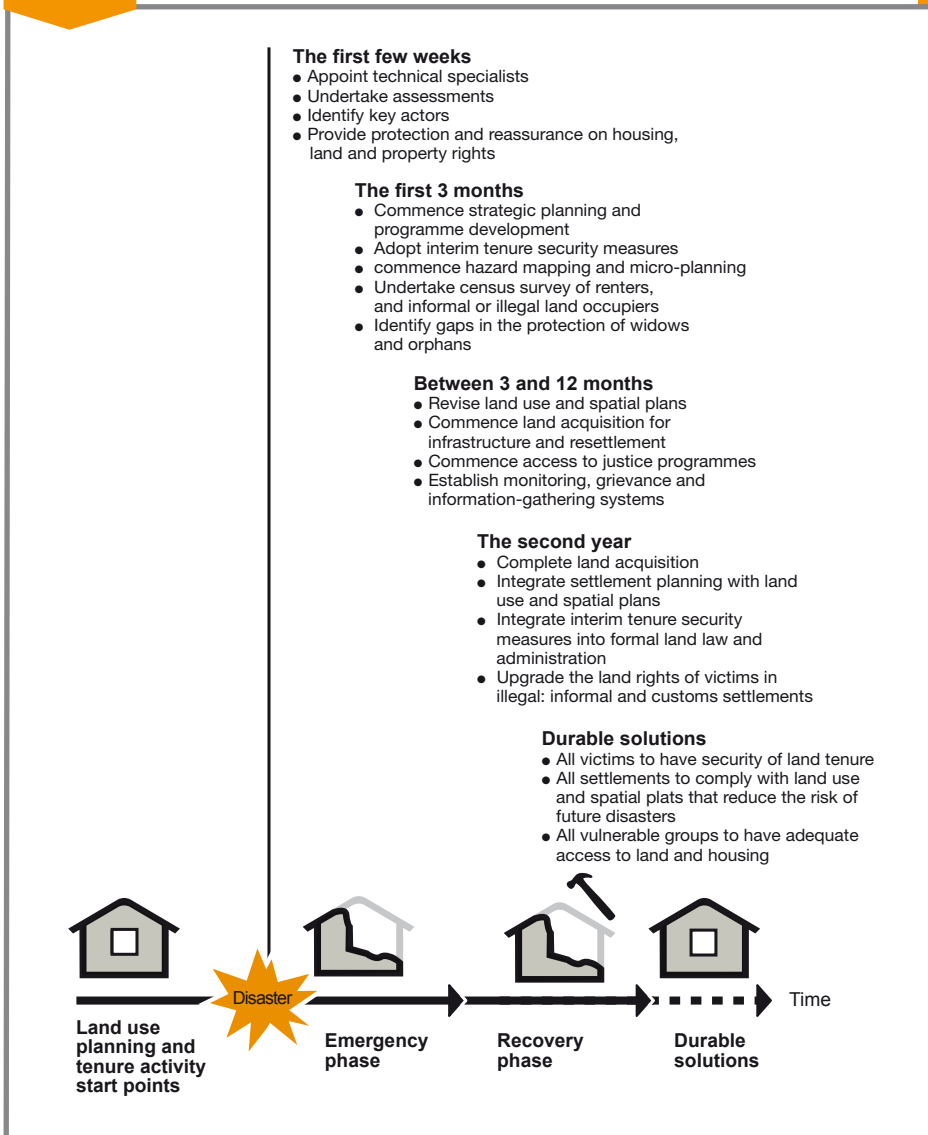 The first few weeks
● Appoint technical specialists
● Undertake assessments
● Identify key actors
● Provide protection and reassurance on housing,
land and property rights
The first 3 months
● Commence strategic planning and
programme development
● Adopt interim tenure security measures
● commence hazard mapping and micro-planning
● Undertake census survey of renters,
and informal or illegal land occupiers
● Identify gaps in the protection of widows
and orphans
Between 3 and 12 months
● Revise land use and spatial plans
● Commence land acquisition for
infrastructure and resettlement
● Commence access to justice programmes
● Establish monitoring, grievance and
information-gathering systems
The second year
● Complete land acquisition
● Integrate settlement planning with land
use and spatial plans
● Integrate interim tenure security
measures into formal land law and
administration
● Upgrade the land rights of victims in
illegal: informal and customs settlements
Durable solutions
● All victims to have security of land tenure
● All settlements to comply with land use
and spatial plats that reduce the risk of
future disasters
● All vulnerable groups to have adequate
access to land and housing
Disaster
Time
Land use
planning and
tenure activity
start points
Emergency
phase
Recovery
phase
Durable
solutions